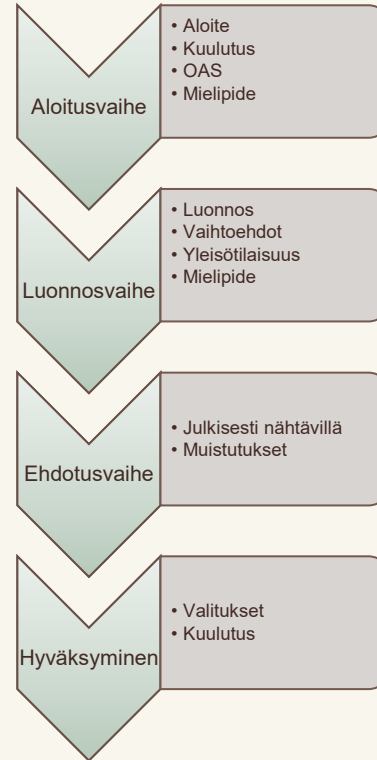 Aloitusvaihe
• Aloite
• Kuulutus
• OAS
• Mielipide
Luonnosvaihe
• Luonnos
• Vaihtoehdot
• Yleisötilaisuus
• Mielipide
Ehdotusvaihe
• Julkisesti nähtävillä
• Muistutukset
Hyväksyminen
• Valitukset
• Kuulutus